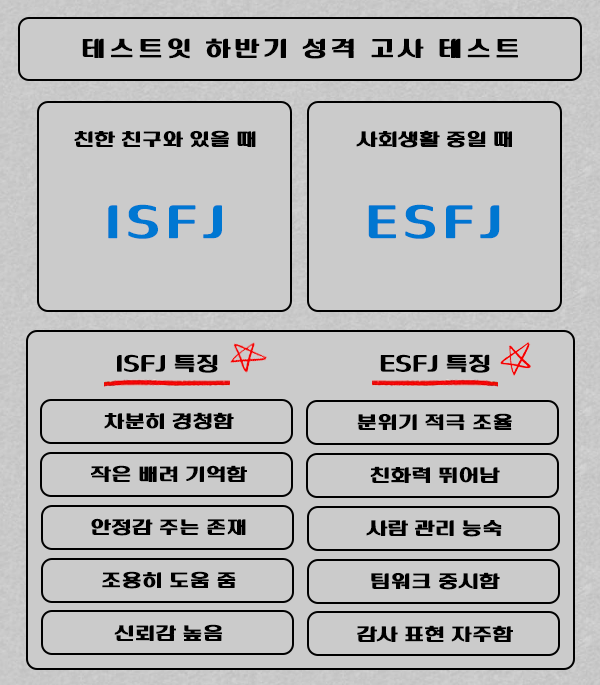 테스트잇 하반기 성격 고사 테스트
친한 친구와 있을 때
사회생활 중일 때
ISFJ
ESFJ
ISFJ 특징
ESFJ 특징
차분히 경청함
분위기 적극 조율
작은 배려 기억함
친화력 뛰어남
안정감 주는 존재
사람 관리 능숙
조용히 도움 줌
팀워크 중시함
신뢰감 높음
감사 표현 자주함